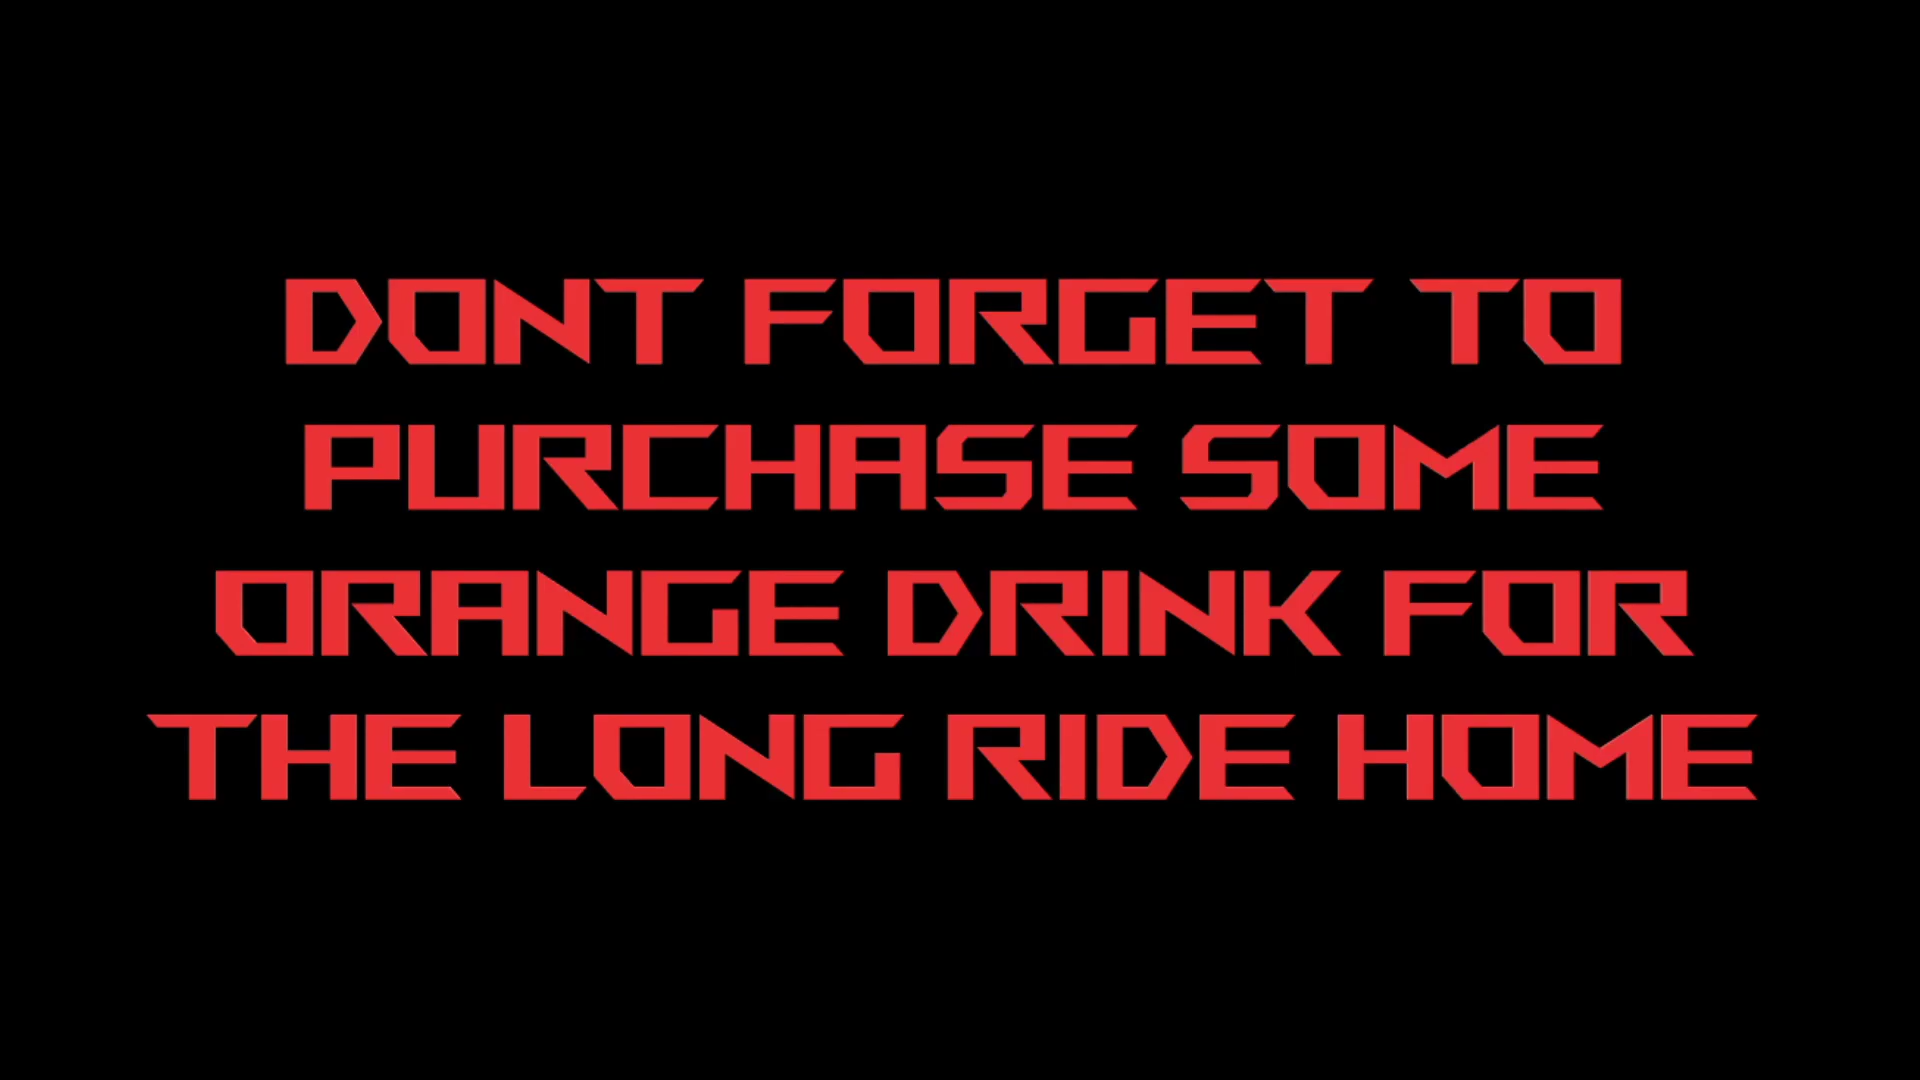 DONT FORGET TO
PURCHASE SOME
ORANGE DRINK FOR
THE LONG RIDE HOME